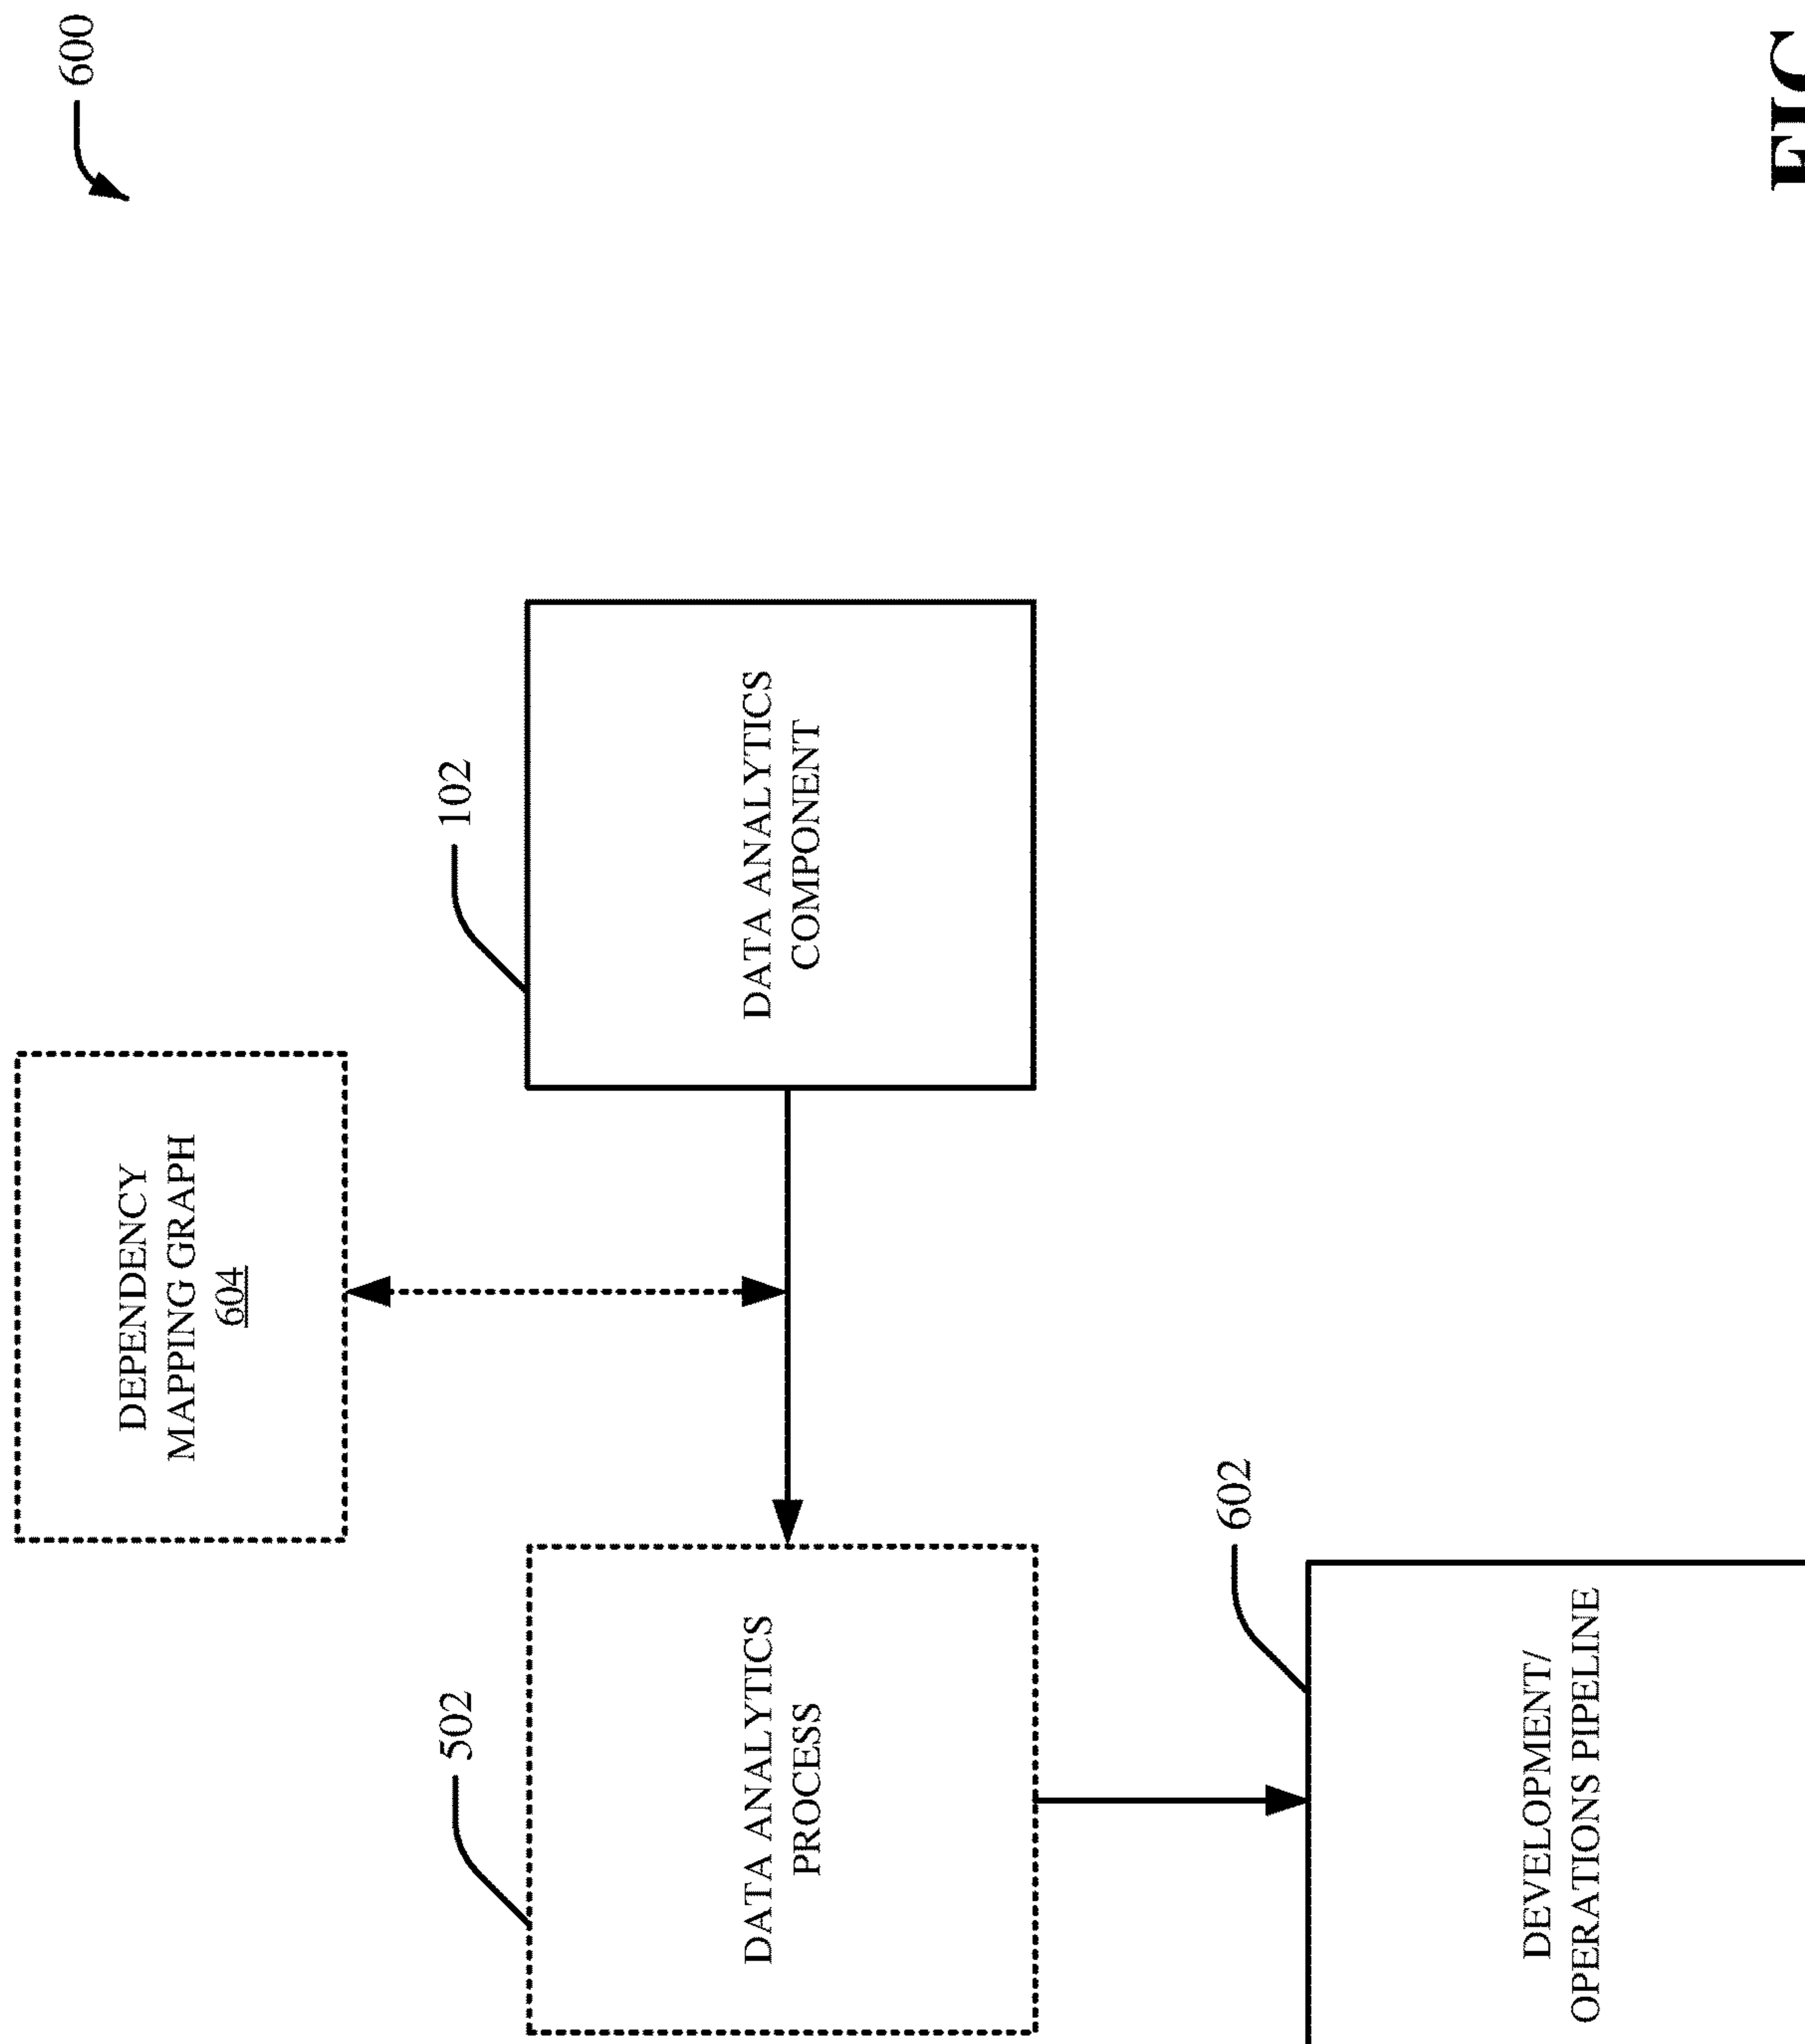 600
DEPENDENCY
MAPPING GRAPH
604
502
DATA ANALYTICS
PROCESS
102
DATA ANALYTICS
COMPONENT
602
DEVELOPMENT/
OPERATIONS PIPELINE